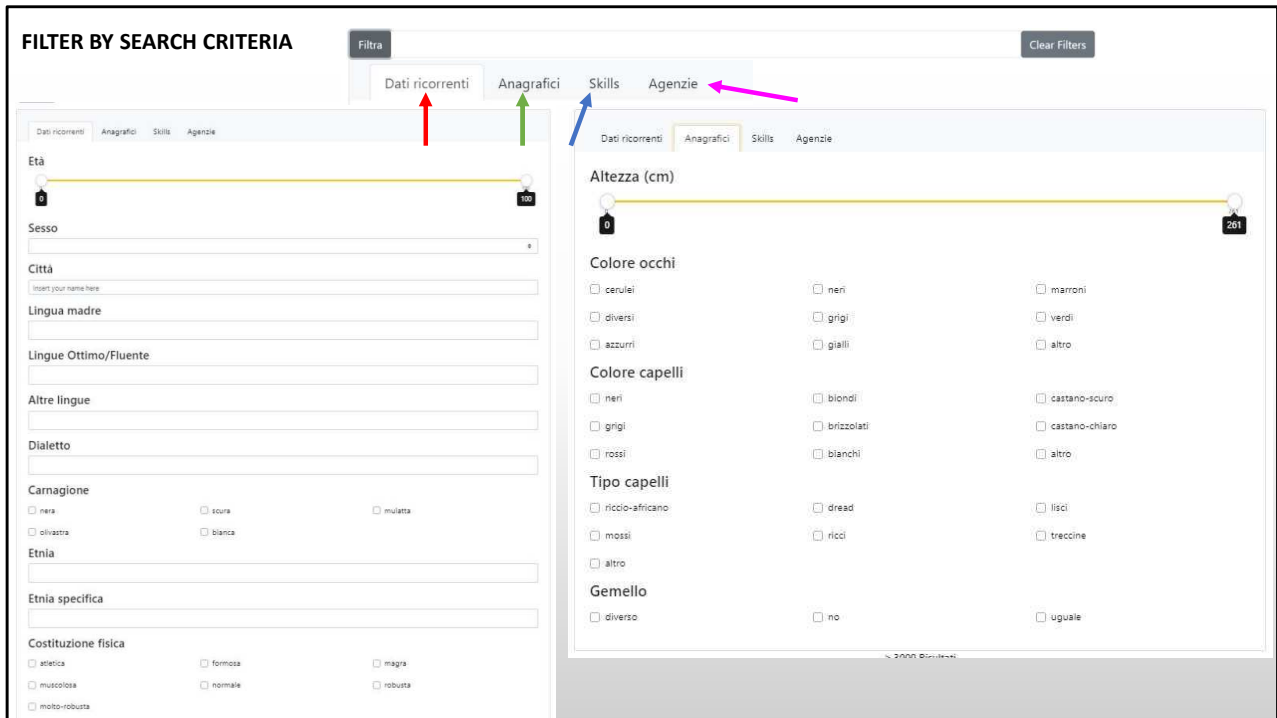 FILTER BY SEARCH CRITERIA
Filtra
Clear Filters
Dati ricorrenti Anagrafici Skills Agenzie
Dati ricorrenti Anagrafici Skills Agenzie
Età
0 100
Sesso
Città
Insert your name here
Lingua madre
Lingue Ottimo/Fluente
Altre lingue
Dialetto
Carnagione
nera scura mulatta
olivastra bianca
Etnia
Etnia specifica
Costituzione fisica
atletica formosa magra
muscolosa normale robusta
molto-robusta
Dati ricorrenti Anagrafici Skills Agenzie
Altezza (cm)
0 261
Colore occhi
cerulei neri marroni
diversi grigi verdi
azzurri gialli altro
Colore capelli
neri biondi castano-scuro
grigi brizzolati castano-chiaro
rossi bianchi altro
Tipo capelli
riccio-africano dread lisci
mossi ricci treccine
altro
Gemello
diverso no uguale
> 3000 Risultati